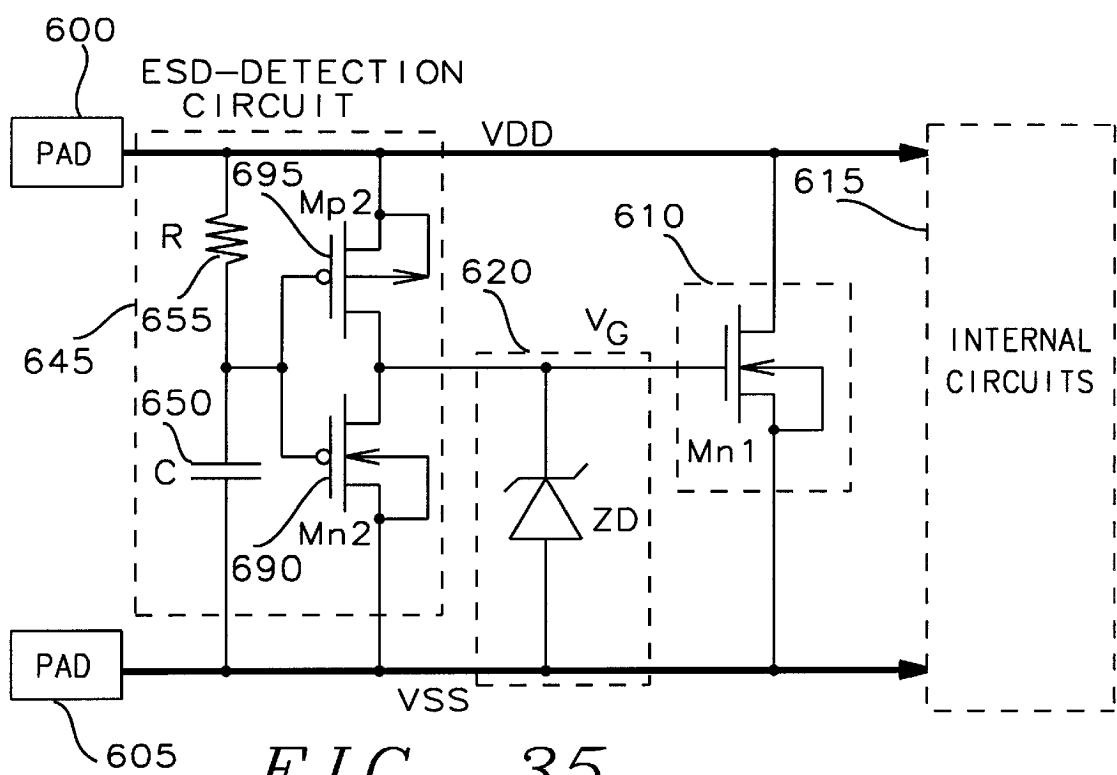 600
ESD-DETECTION
CIRCUIT
PAD
VDD
695
Mp2
615
R
610
655
620
645
VG
INTERNAL
CIRCUITS
650
C
Mn1
Mn2
ZD
690
PAD
VSS
605
FIG. 35